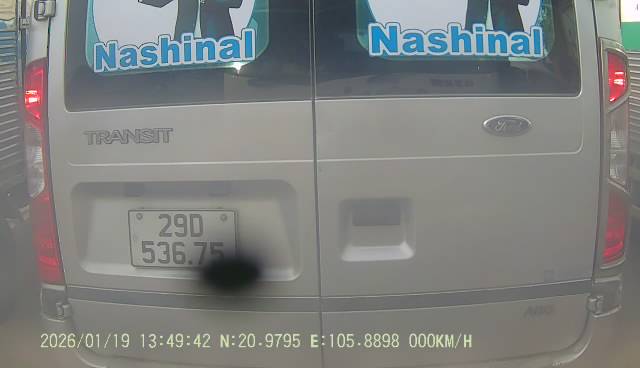 Nashinal
Nashinal
TRANSIT
Ford
29D
536.75
2026/01/19 13:49:42 N:20.9795 E:105.8898 000KM/H